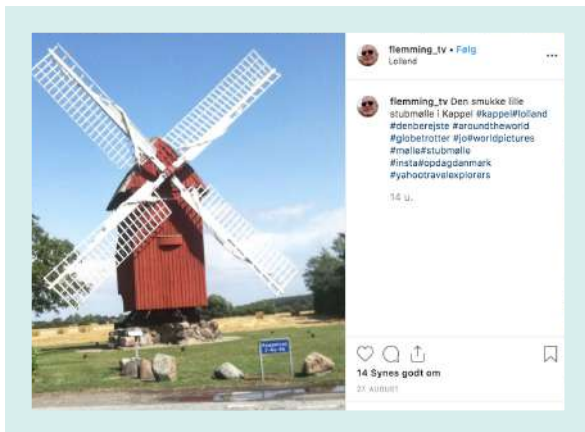 flemming_tv • Følg
Lolland
flemming_tv Den smukke lille
stubmølle i Kappel #kappel#lolland
#denberejste #aroundtheworld
#globetrotter #jo#worldpictures
#mølle#stubmølle
#insta#opdagdanmark
#yahootravelexplorers
14 u.
14 Synes godt om
27 AUGUST